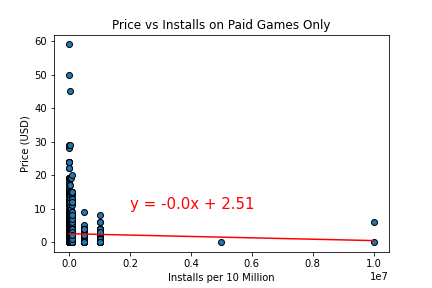 Price vs Installs on Paid Games Only
60
50
40
30
20
10
0
Price (USD)
y = -0.0x + 2.51
0.0 0.2 0.4 0.6 0.8 1.0
1e7
Installs per 10 Million